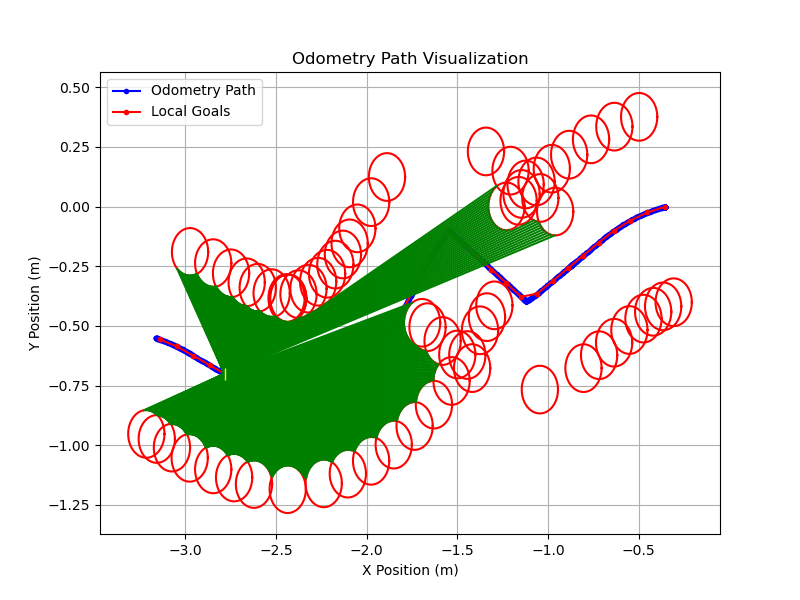 Odometry Path Visualization
Odometry Path
Local Goals
Y Position (m)
0.50
0.25
0.00
−0.25
−0.50
−0.75
−1.00
−1.25
−3.0 −2.5 −2.0 −1.5 −1.0 −0.5
X Position (m)